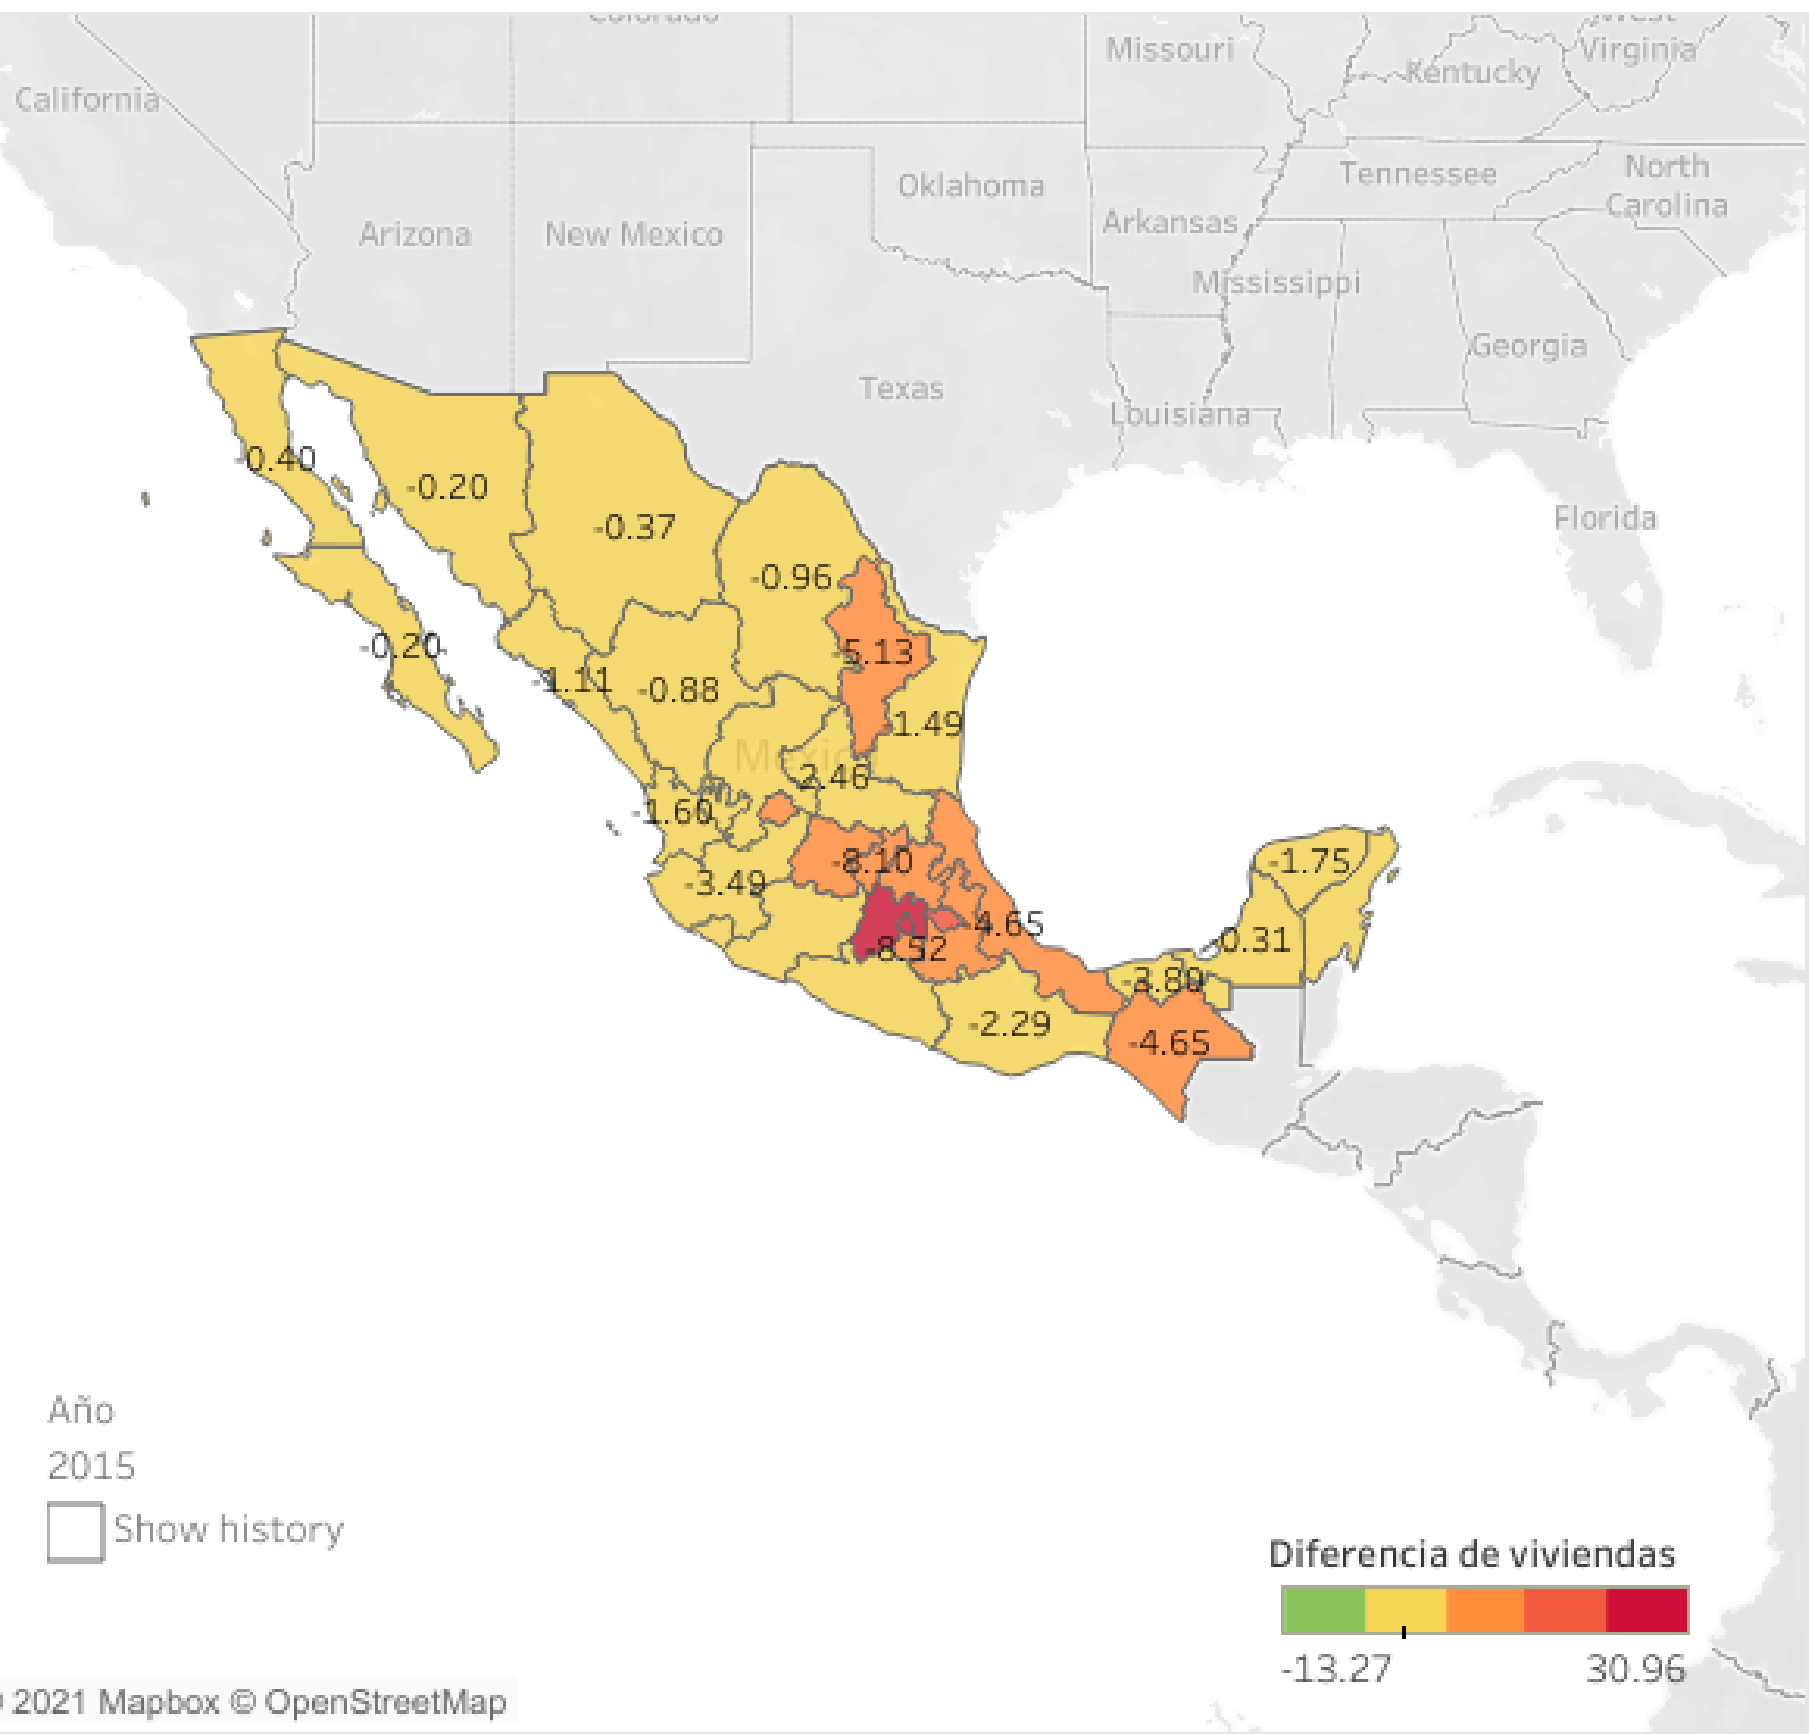 Colorado
West
Missouri
Virginia
Kentucky
California
Tennessee
North
Carolina
Oklahoma
Arkansas
Arizona
New Mexico
Mississippi
Georgia
Texas
Louisiana
Florida
-0.40
-0.20
-0.37
-0.96
-5.13
-0.20
-1.11
-0.88
1.49
Mexico
2.46
-1.60
-8.10
-1.75
-3.49
4.65
0.31
-8.52
-3.80
-2.29
-4.65
Año
2015
Show history
Diferencia de viviendas
-13.27
30.96
© 2021 Mapbox © OpenStreetMap